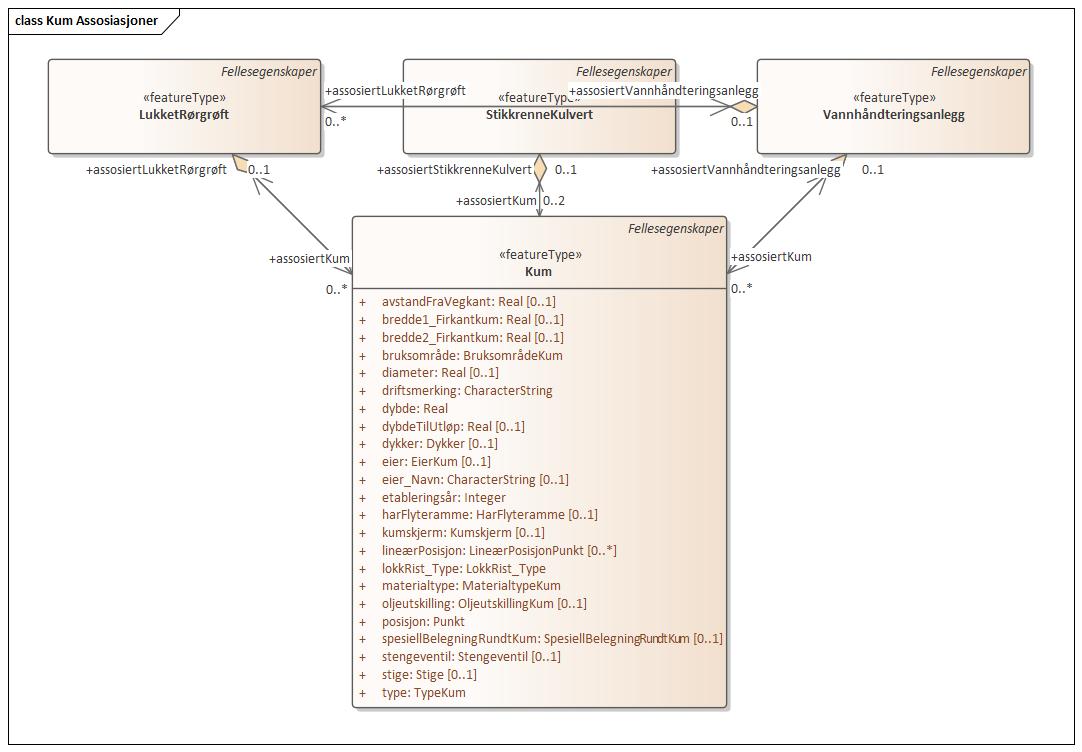 class Kum Assosiasjoner
Fellesegenskaper
«featureType»
LukketRørgrøft
Fellesegenskaper
«featureType»
StikkrenneKulvert
Fellesegenskaper
«featureType»
Vannhåndteringsanlegg
+assosiertLukketRørgrøft
0..*
+assosiertVannhåndteringsanlegg
0..1
+assosiertLukketRørgrøft
0..1
+assosiertStikkrenneKulvert
0..1
+assosiertVannhåndteringsanlegg
0..1
+assosiertKum
0..2
+assosiertKum
0..*
+assosiertKum
0..*
Fellesegenskaper
«featureType»
Kum
+ avstandFraVegkant: Real [0..1]
+ bredde1_Firkantkum: Real [0..1]
+ bredde2_Firkantkum: Real [0..1]
+ bruksområde: BruksområdeKum
+ diameter: Real [0..1]
+ driftsmerking: CharacterString
+ dybde: Real
+ dybdeTilUtløp: Real [0..1]
+ dykker: Dykker [0..1]
+ eier: EierKum [0..1]
+ eier_Navn: CharacterString [0..1]
+ etableringsår: Integer
+ harFlyteramme: HarFlyteramme [0..1]
+ kumskjerm: Kumskjerm [0..1]
+ lineærPosisjon: LineærPosisjonPunkt [0..*]
+ lokkRist_Type: LokkRist_Type
+ materialtype: MaterialtypeKum
+ oljeutskilling: OljeutskillingKum [0..1]
+ posisjon: Punkt
+ spesiellBelegningRundtKum: SpesiellBelegningRundtKum [0..1]
+ stengeventil: Stengeventil [0..1]
+ stige: Stige [0..1]
+ type: TypeKum